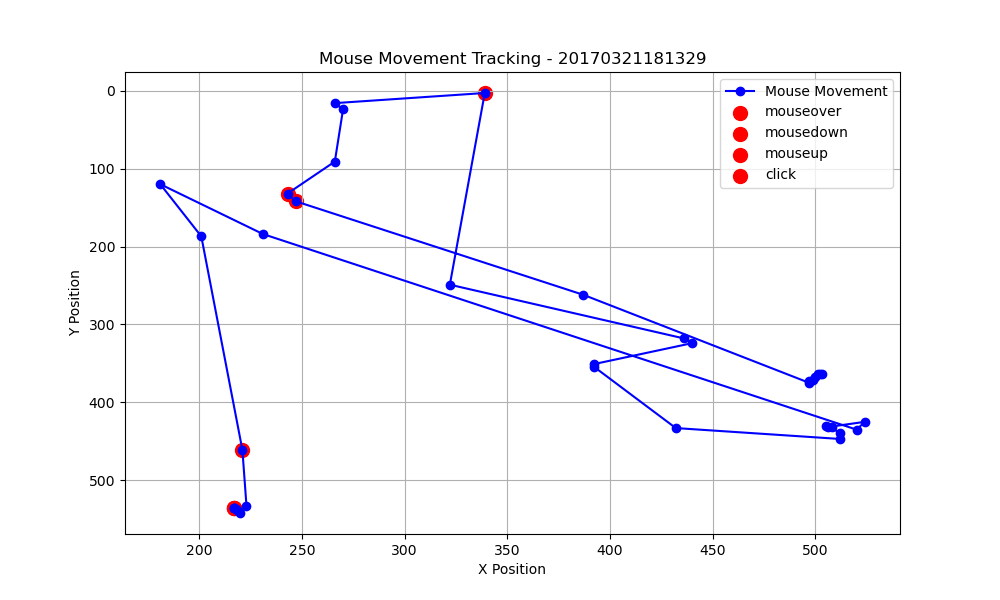 Mouse Movement Tracking - 20170321181329
Mouse Movement
mouseover
mousedown
mouseup
click
0
100
200
300
400
500
Y Position
200
250
300
350
400
450
500
X Position